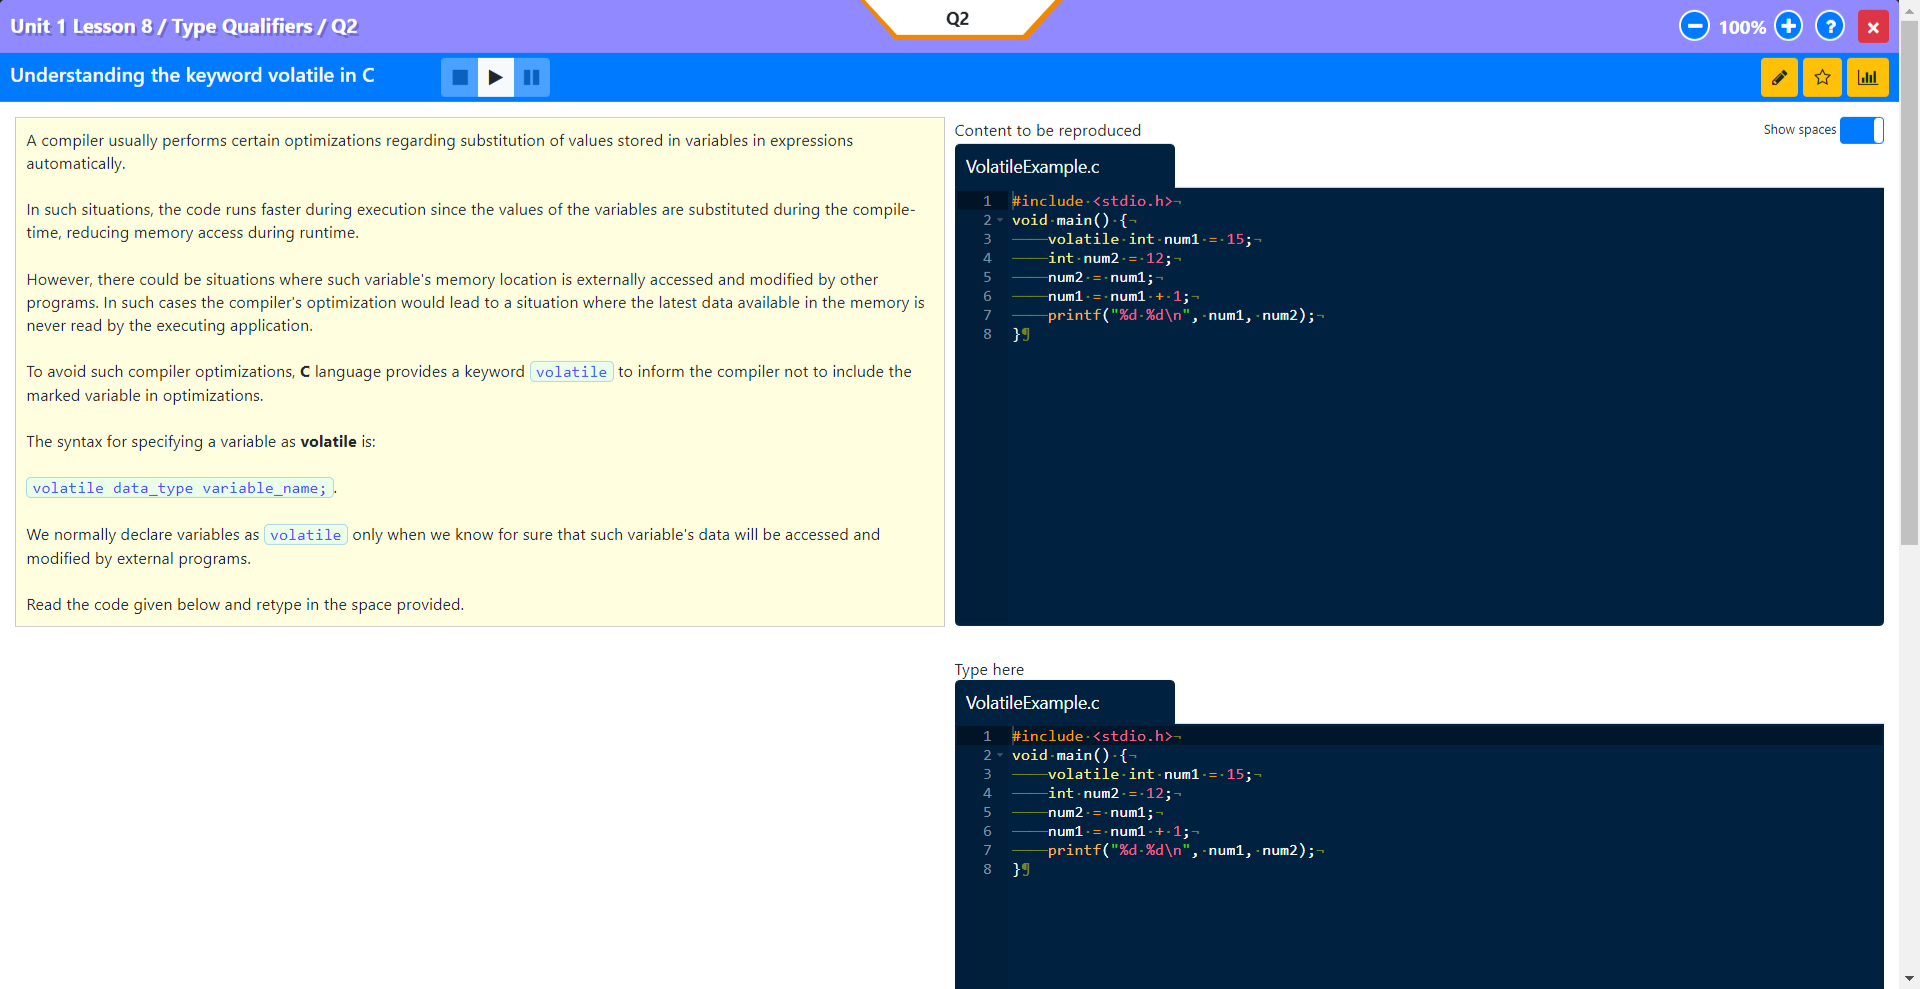 Unit 1 Lesson 8 / Type Qualifiers / Q2
Q2
100%
Understanding the keyword volatile in C
A compiler usually performs certain optimizations regarding substitution of values stored in variables in expressions
automatically.
In such situations, the code runs faster during execution since the values of the variables are substituted during the compile-
time, reducing memory access during runtime.
However, there could be situations where such variable's memory location is externally accessed and modified by other
programs. In such cases the compiler's optimization would lead to a situation where the latest data available in the memory is
never read by the executing application.
To avoid such compiler optimizations, C language provides a keyword volatile to inform the compiler not to include the
marked variable in optimizations.
The syntax for specifying a variable as volatile is:
volatile data_type variable_name;.
We normally declare variables as volatile only when we know for sure that such variable's data will be accessed and
modified by external programs.
Read the code given below and retype in the space provided.
Content to be reproduced
Show spaces
VolatileExample.c
1 #include·<stdio.h>¬
2 void·main()·{¬
3 ————volatile·int·num1·=·15;¬
4 ————int·num2·=·12;¬
5 ————num2·=·num1;¬
6 ————num1·=·num1·+·1;¬
7 ————printf("%d·%d\n",·num1,·num2);¬
8 }¶
Type here
VolatileExample.c
1 #include·<stdio.h>¬
2 void·main()·{¬
3 ————volatile·int·num1·=·15;¬
4 ————int·num2·=·12;¬
5 ————num2·=·num1;¬
6 ————num1·=·num1·+·1;¬
7 ————printf("%d·%d\n",·num1,·num2);¬
8 }¶